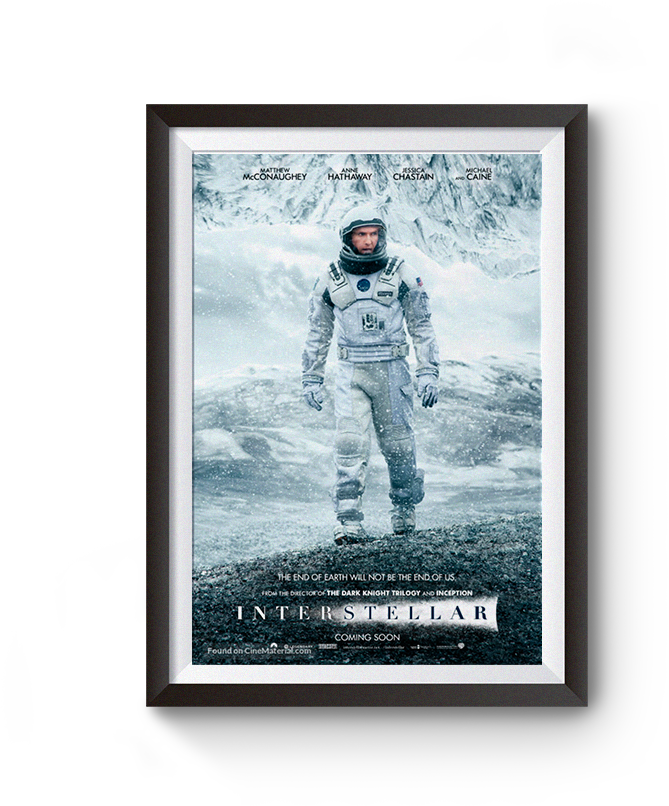 MATTHEW McCONAUGHEY
ANNE HATHAWAY
JESSICA CHASTAIN
AND MICHAEL CAINE
THE END OF EARTH WILL NOT BE THE END OF US
FROM THE DIRECTOR OF THE DARK KNIGHT TRILOGY AND INCEPTION
INTERSTELLAR
COMING SOON
Found on CineMaterial.com